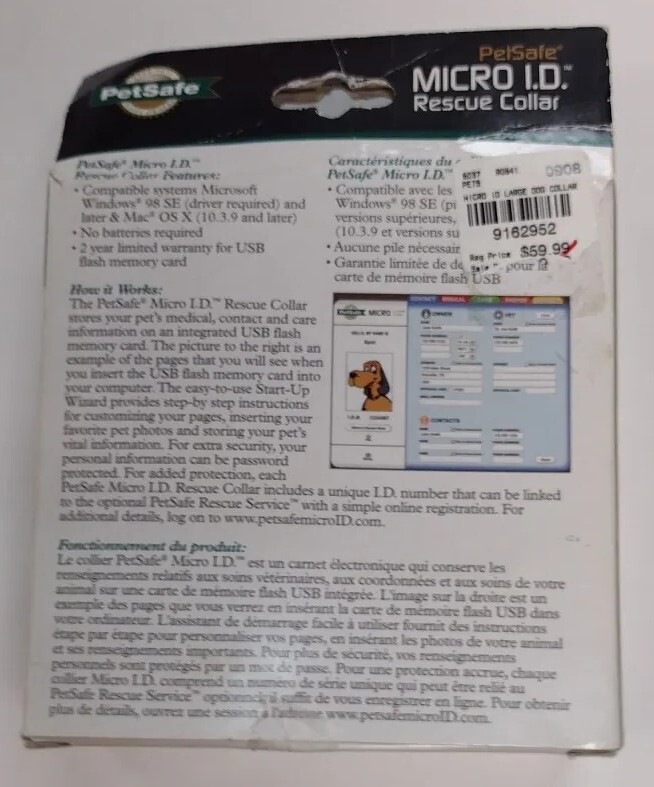 PetSafe
PetSafe®
MICRO I.D.™
Rescue Collar
PetSafe® Micro I.D.™
Rescue Collar Features:
• Compatible systems Microsoft
Windows® 98 SE (driver required) and
later & Mac® OS X (10.3.9 and later)
• No batteries required
• 2 year limited warranty for USB
flash memory card
Caractéristiques du
PetSafe® Micro I.D.™
• Compatible avec les
Windows® 98 SE (pi
versions supérieures,
(10.3.9 et versions su
• Aucune pile nécessair
• Garantie limitée de de pour la
carte de mémoire flash USB
0908
PETS
MICRO ID LARGE DOG COLLAR
9162952
Reg Price $59.99
How it Works:
The PetSafe® Micro I.D.™ Rescue Collar
stores your pet's medical, contact and care
information on an integrated USB flash
memory card. The picture to the right is an
example of the pages that you will see when
you insert the USB flash memory card into
your computer. The easy-to-use Start-Up
Wizard provides step-by step instructions
for customizing your pages, inserting your
favorite pet photos and storing your pet's
vital information. For extra security, your
personal information can be password
protected. For added protection, each
PetSafe Micro I.D. Rescue Collar includes a unique I.D. number that can be linked
to the optional PetSafe Rescue Service™ with a simple online registration. For
additional details, log on to www.petsafemicroID.com.
CONTACT MEDICAL PHOTOS
PetSafe MICRO
OWNER
VET
CONTACTS
Fonctionnement du produit:
Le collier PetSafe® Micro I.D.™ est un carnet électronique qui conserve les
renseignements relatifs aux soins vétérinaires, aux coordonnées et aux soins de votre
animal sur une carte de mémoire flash USB intégrée. L'image sur la droite est un
exemple des pages que vous verrez en insérant la carte de mémoire flash USB dans
votre ordinateur. L'assistant de démarrage facile à utiliser fournit des instructions
étape par étape pour personnaliser vos pages, en insérant les photos de votre animal
et ses renseignements importants. Pour plus de sécurité, vos renseignements
personnels sont protégés par un mot de passe. Pour une protection accrue, chaque
collier Micro I.D. comprend un numéro de série unique qui peut être relié au
PetSafe Rescue Service™ optionnel; il suffit de vous enregistrer en ligne. Pour obtenir
plus de détails, ouvrez une session à l'adresse www.petsafemicroID.com.